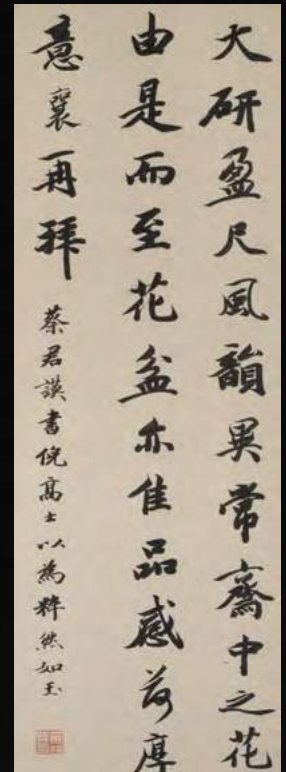 大研盈尺風韻異常齋中之花
由是而至花盆亦佳品感荷厚
意襄再拜
蔡君謨書倪高士以為粹然如玉